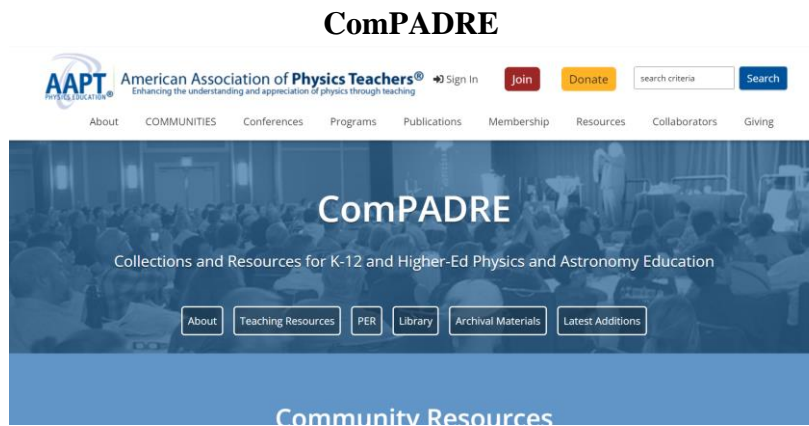 ComPADRE
AAPT®
PHYSICS EDUCATION
American Association of Physics Teachers®
Enhancing the understanding and appreciation of physics through teaching
Sign In
Join
Donate
search criteria
Search
About COMMUNITIES Conferences Programs Publications Membership Resources Collaborators Giving
ComPADRE
Collections and Resources for K-12 and Higher-Ed Physics and Astronomy Education
About Teaching Resources PER Library Archival Materials Latest Additions
Community Resources